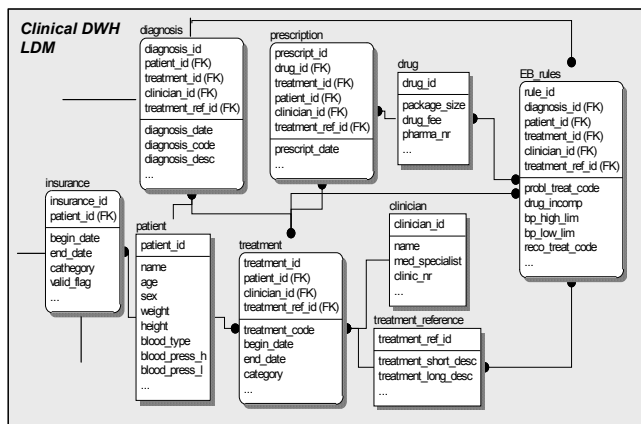 Clinical DWH
LDM
diagnosis
diagnosis_id
patient_id (FK)
treatment_id (FK)
clinician_id (FK)
treatment_ref_id (FK)
diagnosis_date
diagnosis_code
diagnosis_desc
...
prescription
prescript_id
drug_id (FK)
treatment_id (FK)
patient_id (FK)
clinician_id (FK)
treatment_ref_id (FK)
prescript_date
...
drug
drug_id
package_size
drug_fee
pharma_nr
...
EB_rules
rule_id
diagnosis_id (FK)
patient_id (FK)
treatment_id (FK)
clinician_id (FK)
treatment_ref_id (FK)
probl_treat_code
drug_incomp
bp_high_lim
bp_low_lim
reco_treat_code
...
insurance
insurance_id
patient_id (FK)
begin_date
end_date
cathegory
valid_flag
...
patient
patient_id
name
age
sex
weight
height
blood_type
blood_press_h
blood_press_l
...
treatment
treatment_id
patient_id (FK)
clinician_id (FK)
treatment_ref_id (FK)
treatment_code
begin_date
end_date
category
...
clinician
clinician_id
name
med_specialist
clinic_nr
...
treatment_reference
treatment_ref_id
treatment_short_desc
treatment_long_desc
...